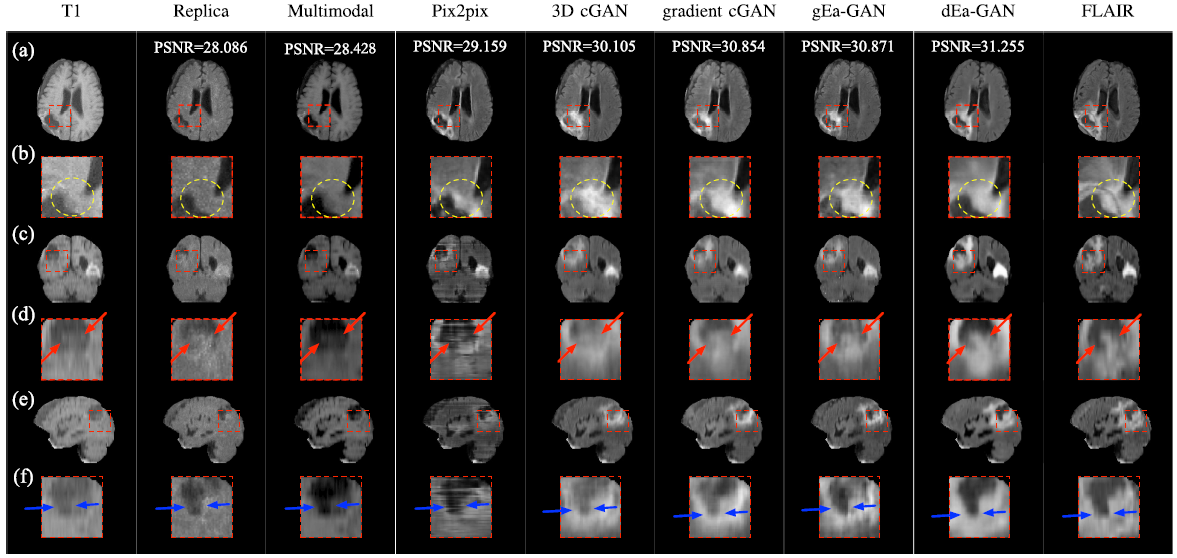 T1 Replica Multimodal Pix2pix 3D cGAN gradient cGAN gEa-GAN dEa-GAN FLAIR
(a) PSNR=28.086 PSNR=28.428 PSNR=29.159 PSNR=30.105 PSNR=30.854 PSNR=30.871 PSNR=31.255
(b)
(c)
(d)
(e)
(f)